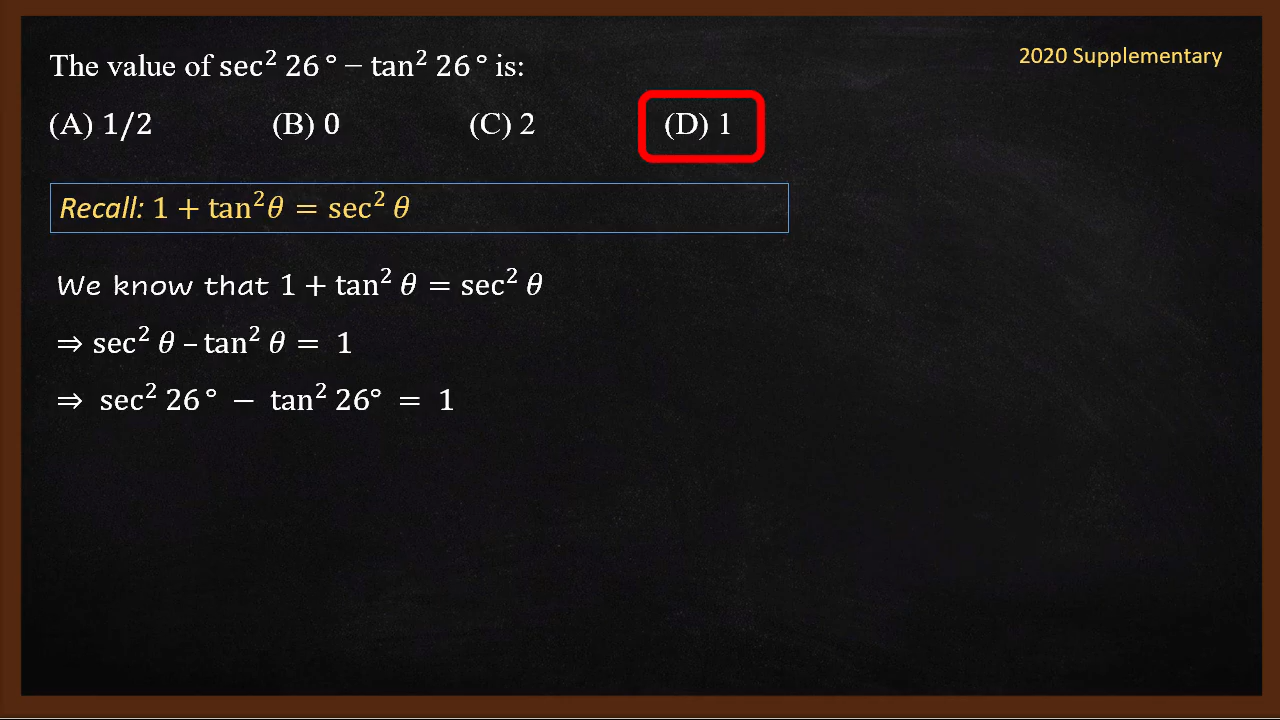 The value of sec² 26° − tan² 26° is:
2020 Supplementary
(A) 1/2 (B) 0 (C) 2 (D) 1
Recall: 1 + tan²θ = sec² θ
We know that 1 + tan² θ = sec² θ
⇒ sec² θ – tan² θ = 1
⇒ sec² 26° − tan² 26° = 1